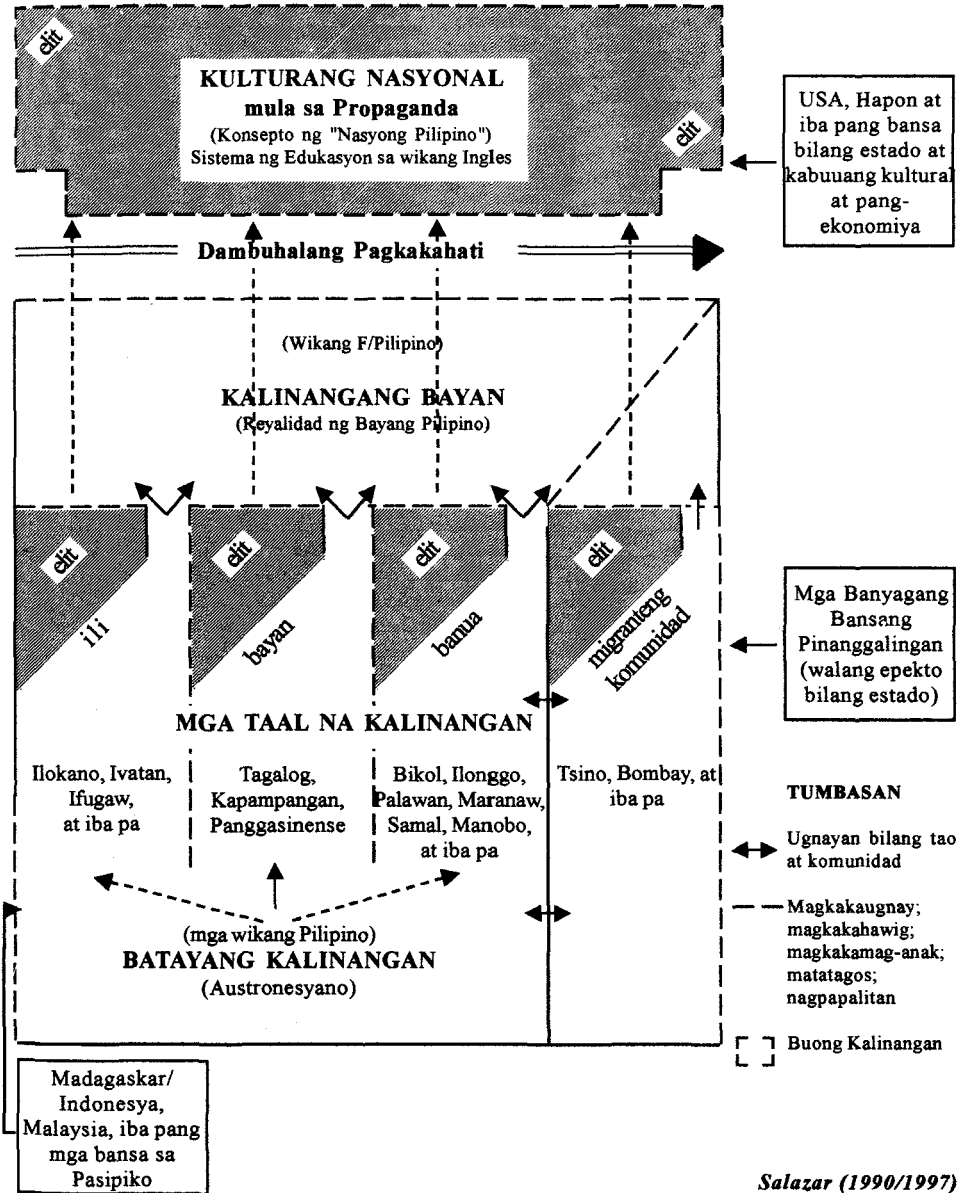 elit
KULTURANG NASYONAL
mula sa Propaganda
(Konsepto ng "Nasyong Pilipino")
Sistema ng Edukasyon sa wikang Ingles
elit
USA, Hapon at
iba pang bansa
bilang estado at
kabuuang kultural
at pang-
ekonomiya
Dambuhalang Pagkakahati
(Wikang F/Pilipino)
KALINANGANG BAYAN
(Reyalidad ng Bayang Pilipino)
elit
ili
elit
bayan
elit
banua
elit
migranteng
komunidad
Mga Banyagang
Bansang
Pinanggalingan
(walang epekto
bilang estado)
MGA TAAL NA KALINANGAN
Ilokano, Ivatan,
Ifugaw,
at iba pa
Tagalog,
Kapampangan,
Panggasinense
Bikol, Ilonggo,
Palawan, Maranaw,
Samal, Manobo,
at iba pa
Tsino, Bombay, at
iba pa
(mga wikang Pilipino)
BATAYANG KALINANGAN
(Austronesyano)
TUMBASAN
Ugnayan bilang tao
at komunidad
Magkakaugnay;
magkakahawig;
magkakamag-anak;
matatagos;
nagpapalitan
Buong Kalinangan
Madagaskar/
Indonesya,
Malaysia, iba pang
mga bansa sa
Pasipiko
Salazar (1990/1997)